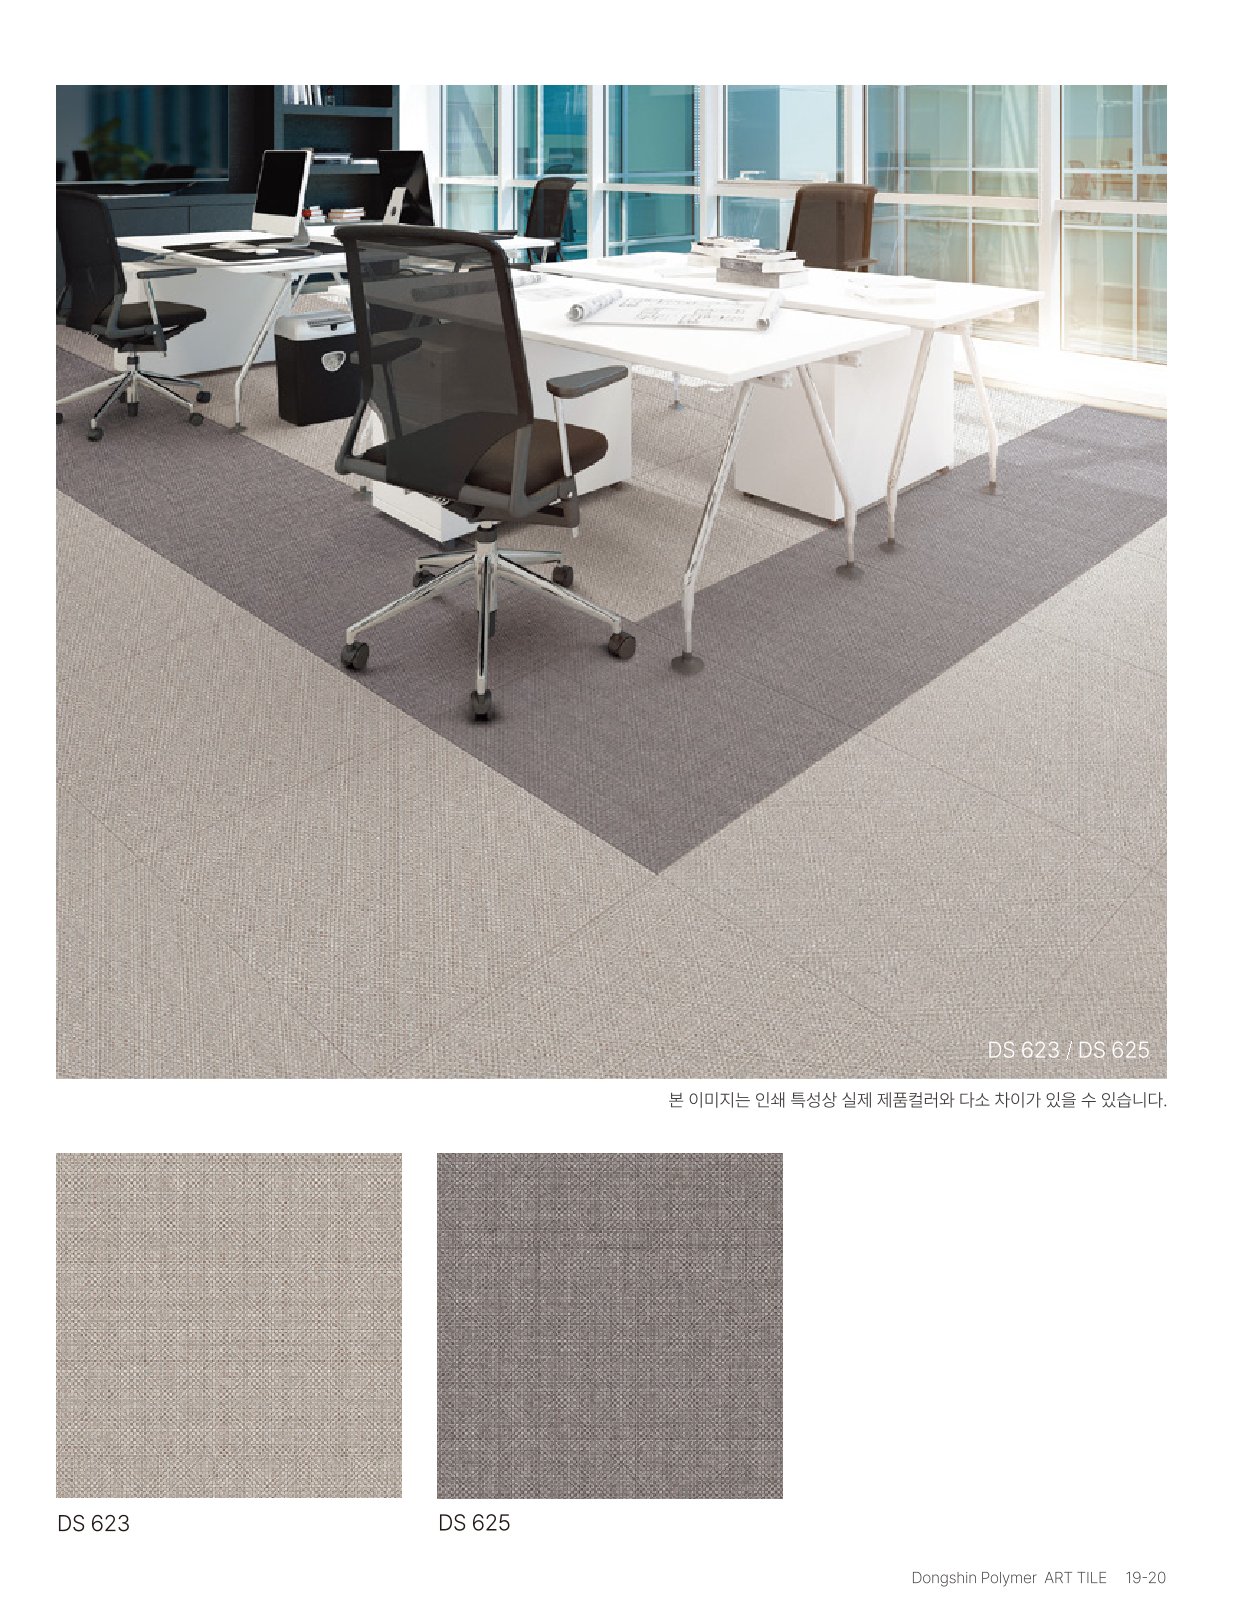 DS 623 / DS 625
본 이미지는 인쇄 특성상 실제 제품컬러와 다소 차이가 있을 수 있습니다.
DS 623
DS 625
Dongshin Polymer ART TILE 19-20